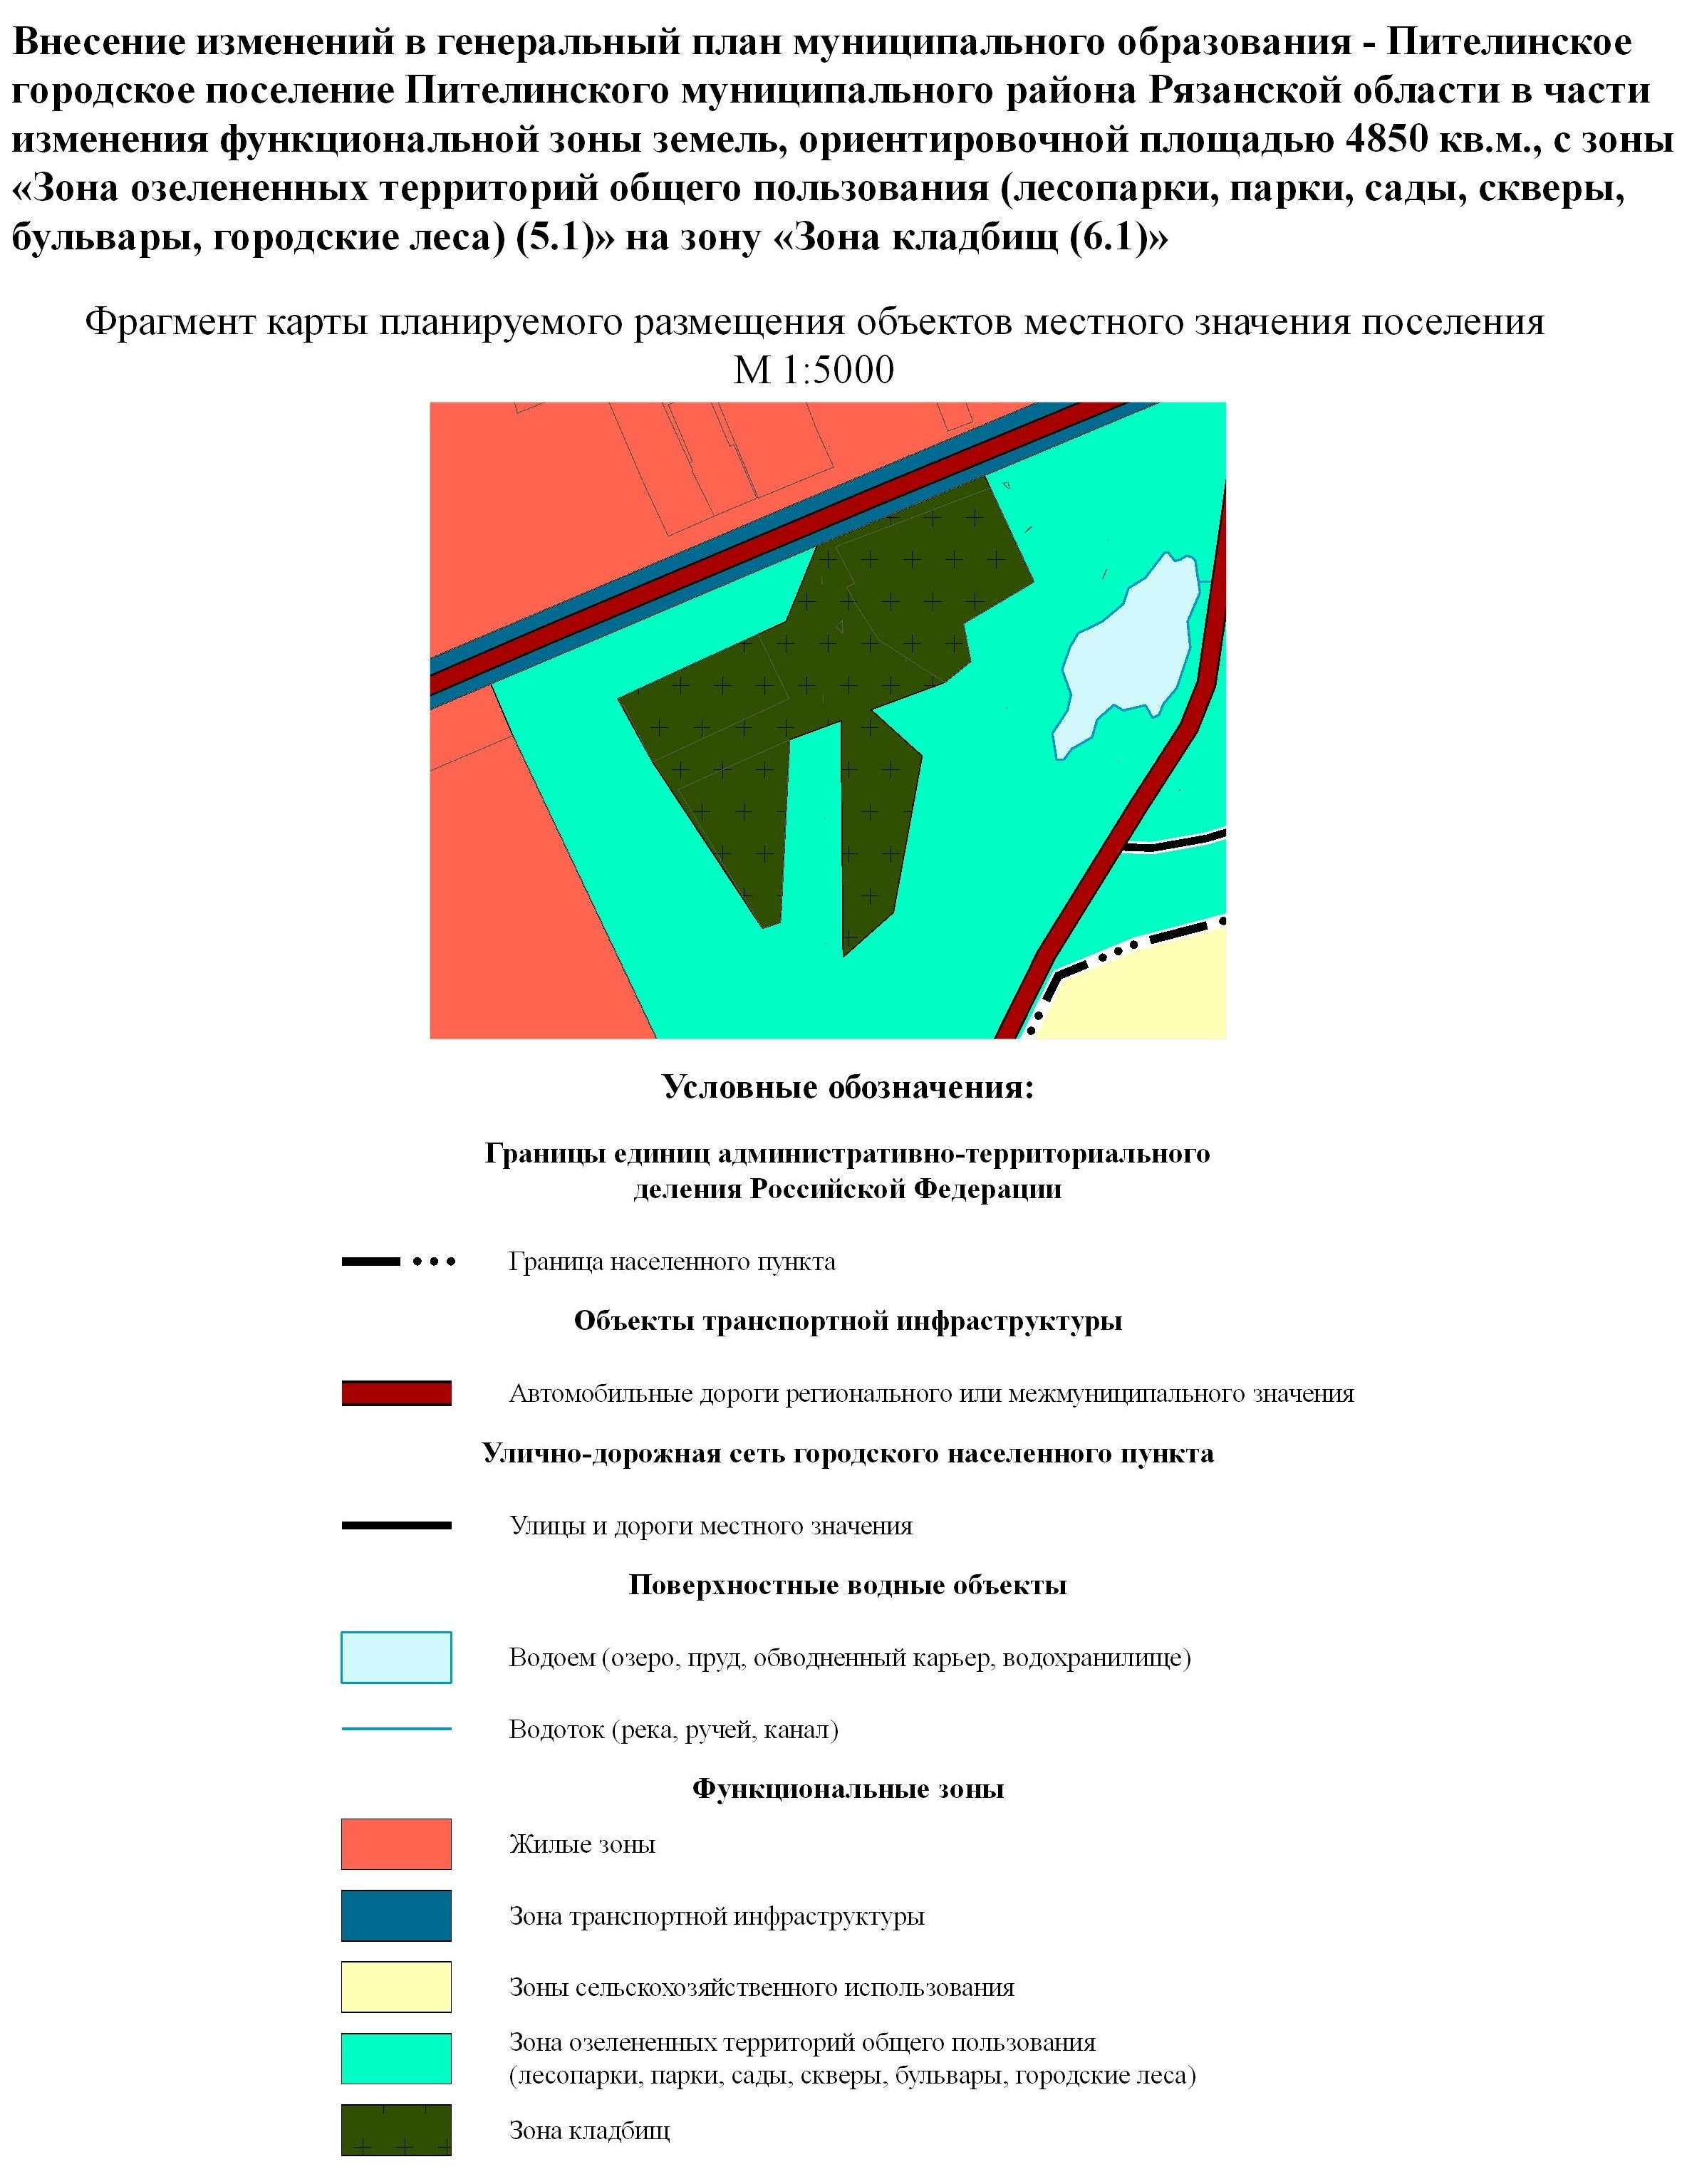 Внесение изменений в генеральный план муниципального образования - Пителинское
городское поселение Пителинского муниципального района Рязанской области в части
изменения функциональной зоны земель, ориентировочной площадью 4850 кв.м., с зоны
«Зона озелененных территорий общего пользования (лесопарки, парки, сады, скверы,
бульвары, городские леса) (5.1)» на зону «Зона кладбищ (6.1)»
Фрагмент карты планируемого размещения объектов местного значения поселения
М 1:5000
Условные обозначения:
Границы единиц административно-территориального
деления Российской Федерации
Граница населенного пункта
Объекты транспортной инфраструктуры
Автомобильные дороги регионального или межмуниципального значения
Улично-дорожная сеть городского населенного пункта
Улицы и дороги местного значения
Поверхностные водные объекты
Водоем (озеро, пруд, обводненный карьер, водохранилище)
Водоток (река, ручей, канал)
Функциональные зоны
Жилые зоны
Зона транспортной инфраструктуры
Зоны сельскохозяйственного использования
Зона озелененных территорий общего пользования
(лесопарки, парки, сады, скверы, бульвары, городские леса)
Зона кладбищ